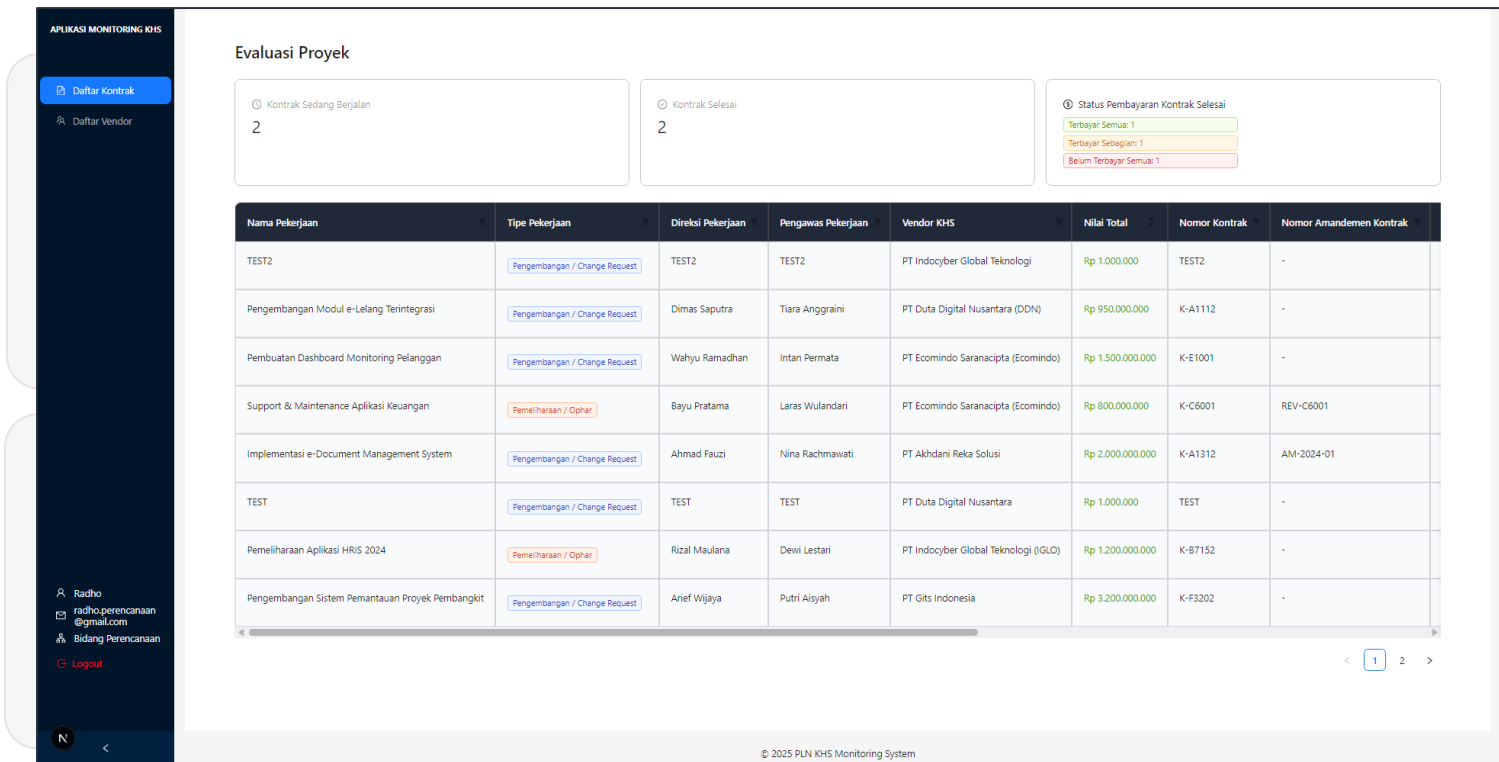 APLIKASI MONITORING KHS
Daftar Kontrak
Daftar Vendor
Radho
radho.perencanaan
@gmail.com
Bidang Perencanaan
Logout
N
Evaluasi Proyek
Kontrak Sedang Berjalan
2
Kontrak Selesai
2
Status Pembayaran Kontrak Selesai
Terbayar Semua: 1
Terbayar Sebagian: 1
Belum Terbayar Semua: 1
Nama Pekerjaan Tipe Pekerjaan Direksi Pekerjaan Pengawas Pekerjaan Vendor KHS Nilai Total Nomor Kontrak Nomor Amandemen Kontrak
TEST2 Pengembangan / Change Request TEST2 TEST2 PT Indocyber Global Teknologi Rp 1.000.000 TEST2 -
Pengembangan Modul e-Lelang Terintegrasi Pengembangan / Change Request Dimas Saputra Tiara Anggraini PT Duta Digital Nusantara (DDN) Rp 950.000.000 K-A1112 -
Pembuatan Dashboard Monitoring Pelanggan Pengembangan / Change Request Wahyu Ramadhan Intan Permata PT Ecomindo Saranacipta (Ecomindo) Rp 1.500.000.000 K-E1001 -
Support & Maintenance Aplikasi Keuangan Pemeliharaan / Ophar Bayu Pratama Laras Wulandari PT Ecomindo Saranacipta (Ecomindo) Rp 800.000.000 K-C6001 REV-C6001
Implementasi e-Document Management System Pengembangan / Change Request Ahmad Fauzi Nina Rachmawati PT Akhdani Reka Solusi Rp 2.000.000.000 K-A1312 AM-2024-01
TEST Pengembangan / Change Request TEST TEST PT Duta Digital Nusantara Rp 1.000.000 TEST -
Pemeliharaan Aplikasi HRIS 2024 Pemeliharaan / Ophar Rizal Maulana Dewi Lestari PT Indocyber Global Teknologi (IGLO) Rp 1.200.000.000 K-B7152 -
Pengembangan Sistem Pemantauan Proyek Pembangkit Pengembangan / Change Request Arief Wijaya Putri Aisyah PT Gits Indonesia Rp 3.200.000.000 K-F3202 -
< 1 2 >
© 2025 PLN KHS Monitoring System